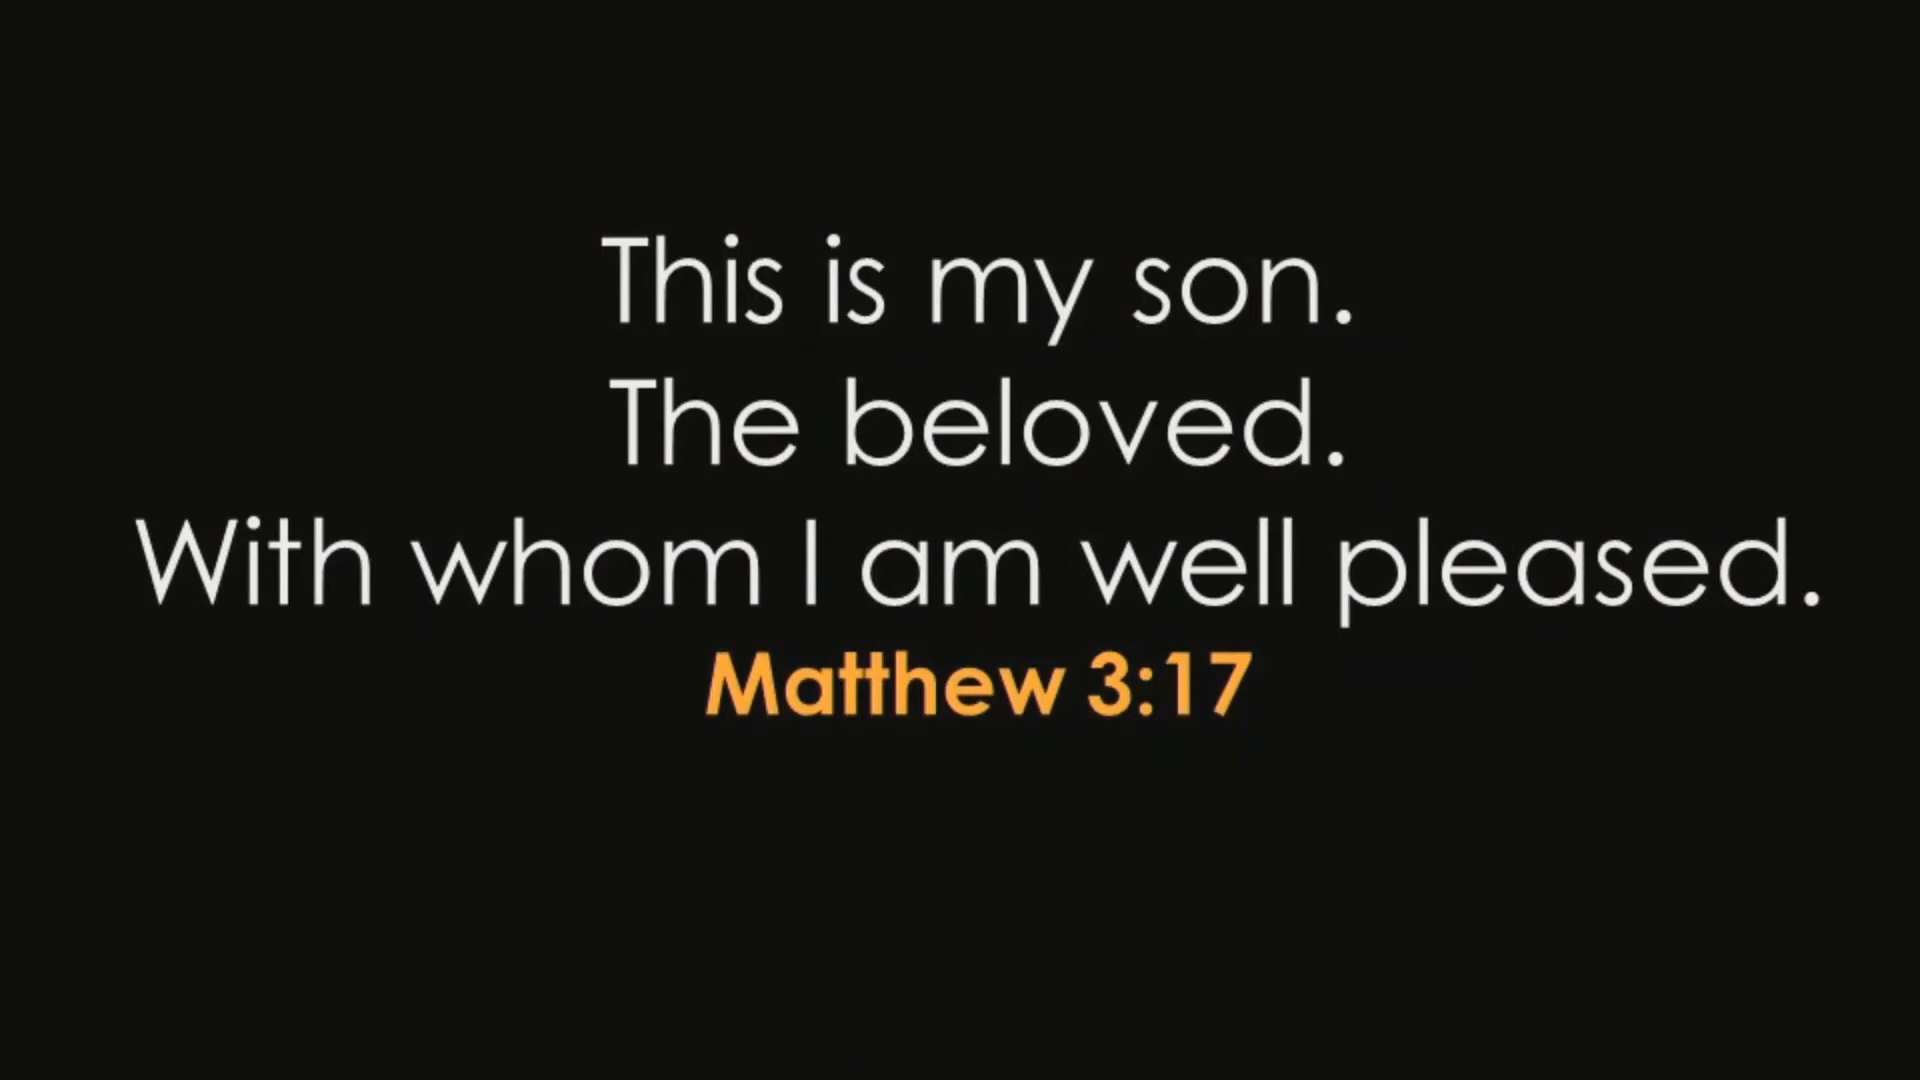 This is my son.
The beloved.
With whom I am well pleased.
Matthew 3:17